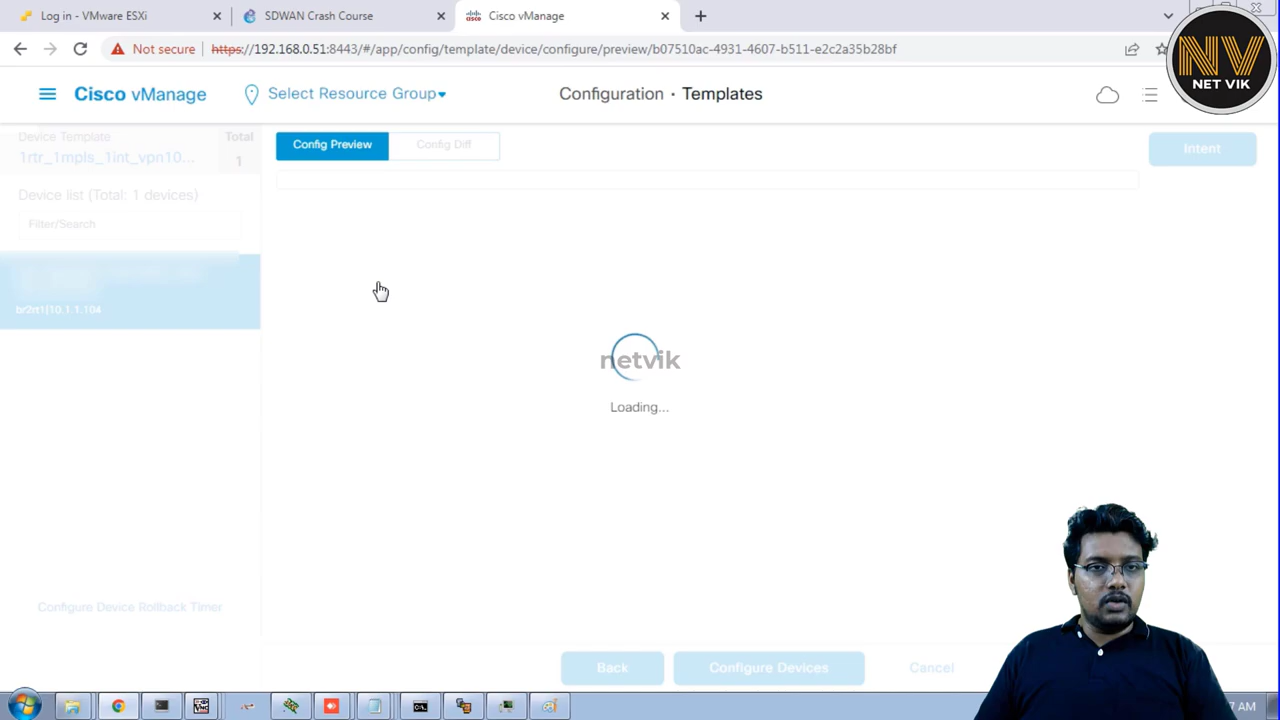 Log in - VMware ESXi
SDWAN Crash Course
Cisco vManage
Not secure
https://192.168.0.51:8443/#/app/config/template/device/configure/preview/b07510ac-4931-4607-b511-e2c2a35b28bf
NV
NET VIK
Cisco vManage
Select Resource Group
Configuration · Templates
Device Template
Total
1rtr_1mpls_1int_vpn10...
1
Config Preview
Config Diff
Intent
Device list (Total: 1 devices)
Filter/Search
br2rt1|10.1.1.104
netvik
Loading...
Configure Device Rollback Timer
Back
Configure Devices
Cancel
7 AM